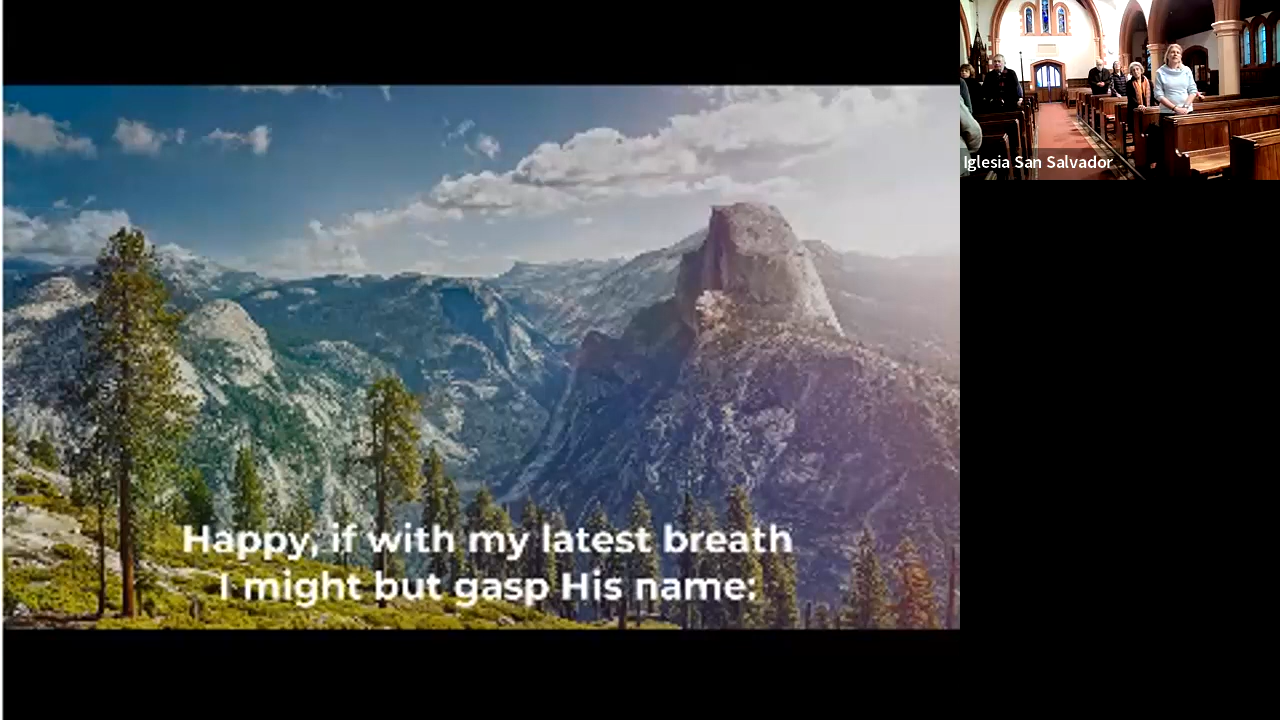 Iglesia San Salvador
Happy, if with my latest breath
I might but gasp His name: